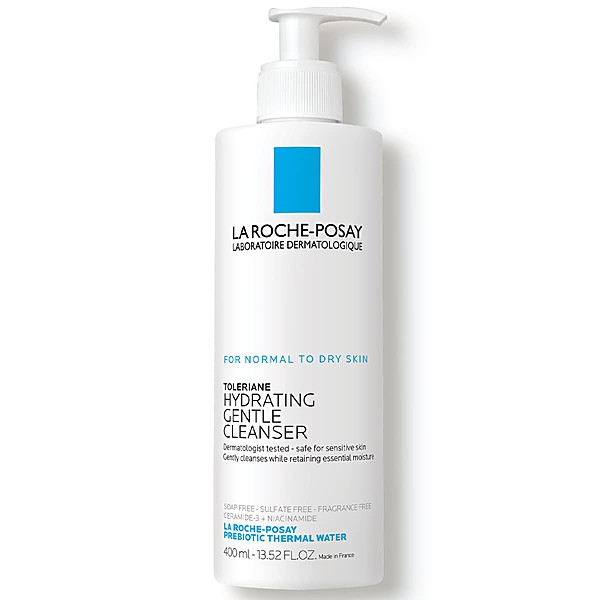 LA ROCHE-POSAY
LABORATOIRE DERMATOLOGIQUE
FOR NORMAL TO DRY SKIN
TOLERIANE
HYDRATING
GENTLE
CLEANSER
Dermatologist tested - safe for sensitive skin
Gently cleanses while retaining essential moisture
SOAP FREE - SULFATE FREE - FRAGRANCE FREE
CERAMIDE-3 + NIACINAMIDE
LA ROCHE-POSAY
PREBIOTIC THERMAL WATER
400 ml - 13.52 FL.OZ. Made in France